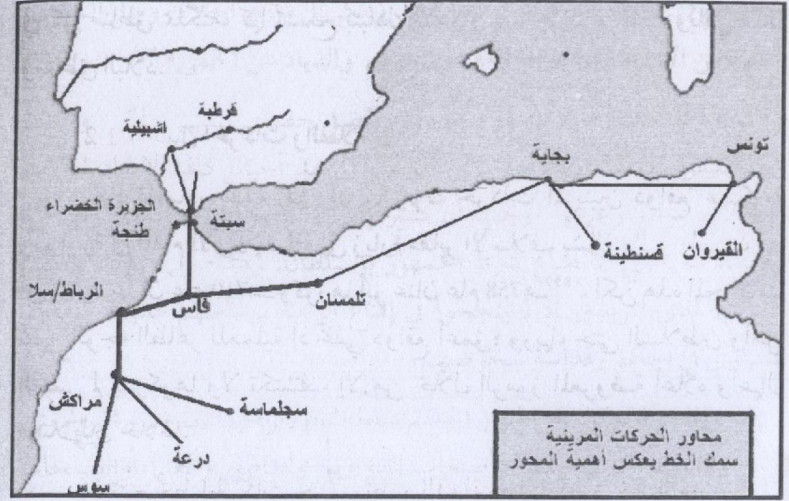 قرطبة
اشبيلية
تونس
بجاية
الجزيرة الخضراء
سبتة
طنجة
القيروان
قسنطينة
الرباط/سلا
فاس
تلمسان
مراكش
سجلماسة
درعة
سوس
محاور الحركات المرينية
سمك الخط يعكس أهمية المحور